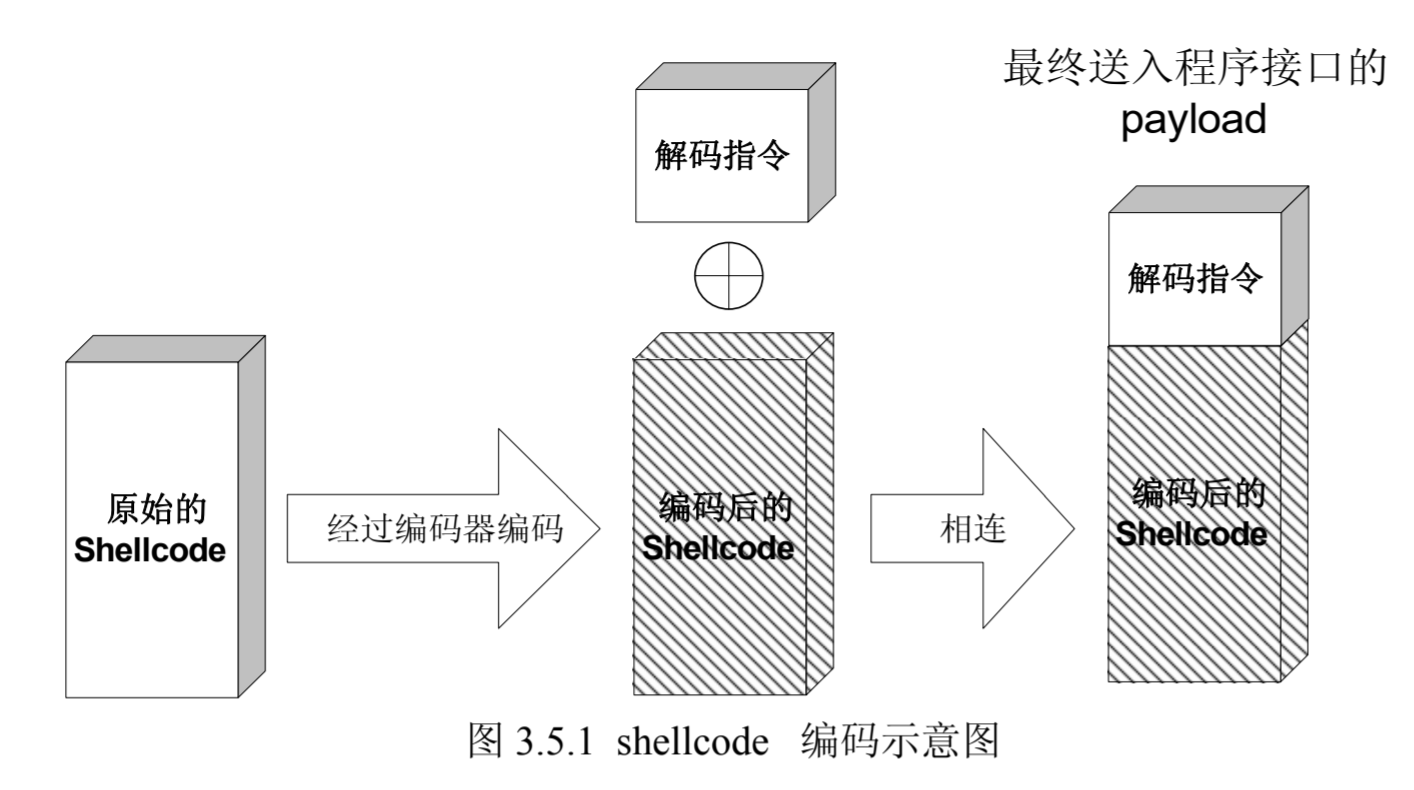 最终送入程序接口的
payload
解码指令
解码指令
原始的
Shellcode
经过编码器编码
编码后的
Shellcode
相连
编码后的
Shellcode
图 3.5.1 shellcode 编码示意图